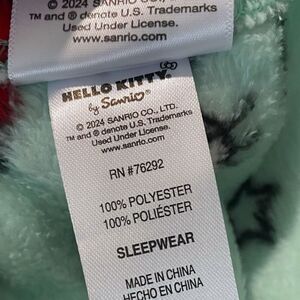 © 2024 SANRIO CO., LTD.
TM and ® denote U.S. Trademarks
Used Under License.
www.sanrio.com
HELLO KITTY®
by Sanrio®
© 2024 SANRIO CO., LTD.
TM and ® denote U.S. Trademarks
Used Under License.
www.sanrio.com
RN #76292
100% POLYESTER
100% POLIÉSTER
SLEEPWEAR
MADE IN CHINA
HECHO EN CHINA